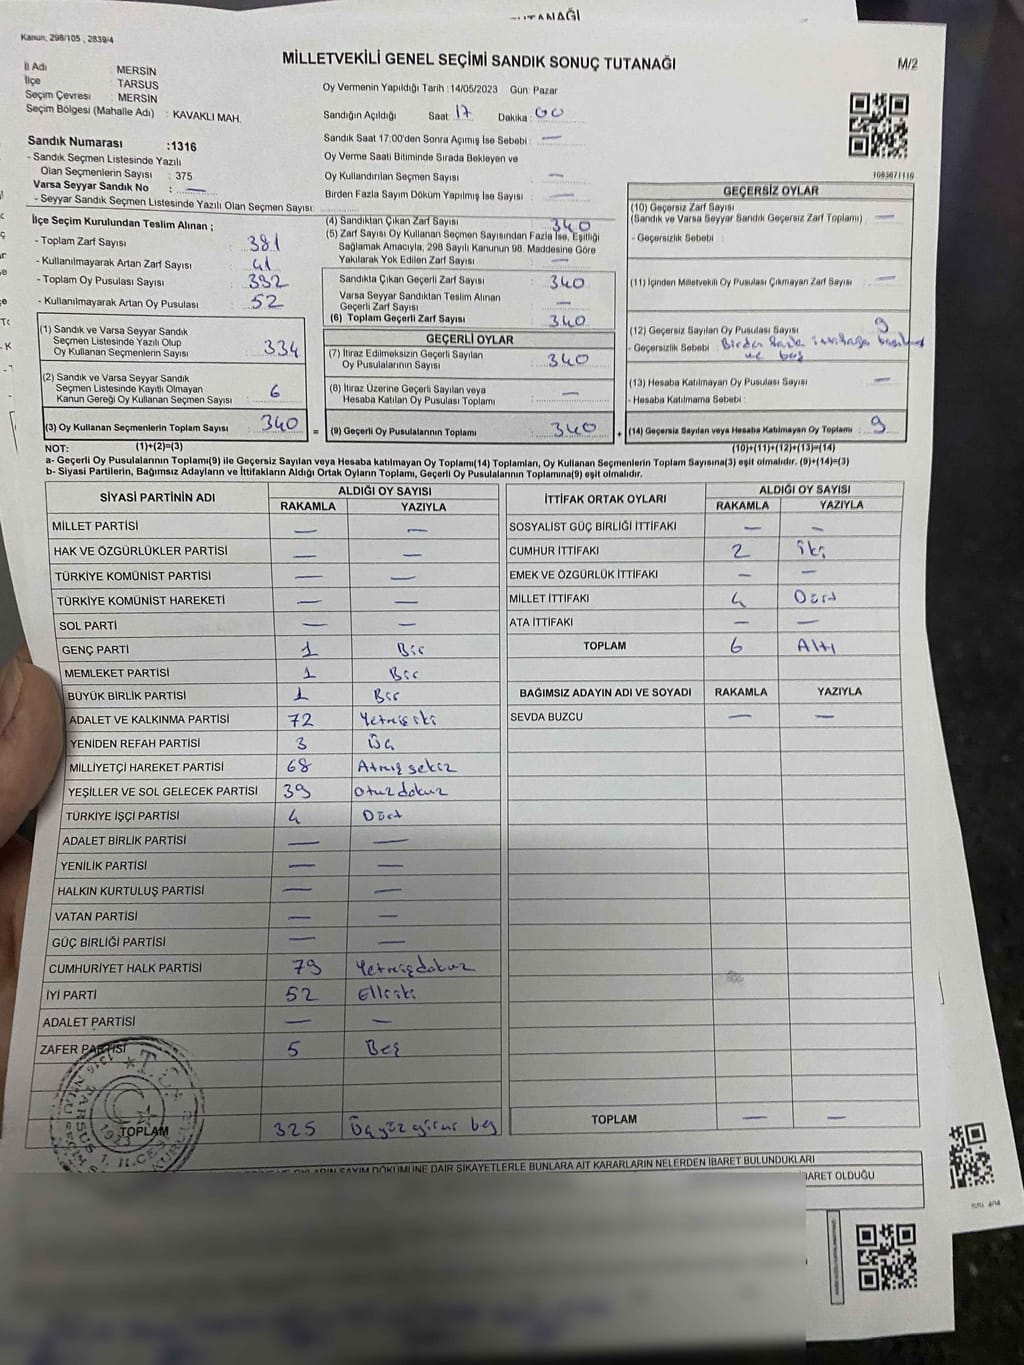 UTANAĞI
Kanun; 298/105 , 2839/4
MİLLETVEKİLİ GENEL SEÇİMİ SANDIK SONUÇ TUTANAĞI
M/2
İl Adı : MERSİN
İlçe : TARSUS
Seçim Çevresi : MERSİN
Seçim Bölgesi (Mahalle Adı) : KAVAKLI MAH.
Oy Vermenin Yapıldığı Tarih :14/05/2023 Gün: Pazar
Sandığın Açıldığı Saat : 17 Dakika : 00
Sandık Saat 17:00'den Sonra Açımış İse Sebebi : —
Oy Verme Saati Bitiminde Sırada Bekleyen ve
Oy Kullandırılan Seçmen Sayısı : —
Birden Fazla Sayım Döküm Yapılmış İse Sayısı : —
1083671110
Sandık Numarası :1316
- Sandık Seçmen Listesinde Yazılı
Olan Seçmenlerin Sayısı : 375
Varsa Seyyar Sandık No : —
- Seyyar Sandık Seçmen Listesinde Yazılı Olan Seçmen Sayısı:
İlçe Seçim Kurulundan Teslim Alınan ;
- Toplam Zarf Sayısı : 381
- Kullanılmayarak Artan Zarf Sayısı : 41
- Toplam Oy Pusulası Sayısı : 392
- Kullanılmayarak Artan Oy Pusulası : 52
(1) Sandık ve Varsa Seyyar Sandık
Seçmen Listesinde Yazılı Olup
Oy Kullanan Seçmenlerin Sayısı : 334
(2) Sandık ve Varsa Seyyar Sandık
Seçmen Listesinde Kayıtlı Olmayan
Kanun Gereği Oy Kullanan Seçmen Sayısı : 6
(3) Oy Kullanan Seçmenlerin Toplam Sayısı : 340
(4) Sandıktan Çıkan Zarf Sayısı : 340
(5) Zarf Sayısı Oy Kullanan Seçmen Sayısından Fazla İse, Eşitliği
Sağlamak Amacıyla, 298 Sayılı Kanunun 98. Maddesine Göre
Yakılarak Yok Edilen Zarf Sayısı : —
Sandıkta Çıkan Geçerli Zarf Sayısı : 340
Varsa Seyyar Sandıktan Teslim Alınan
Geçerli Zarf Sayısı : —
(6) Toplam Geçerli Zarf Sayısı : 340
GEÇERLİ OYLAR
(7) İtiraz Edilmeksizin Geçerli Sayılan
Oy Pusulalarının Sayısı : 340
(8) İtiraz Üzerine Geçerli Sayılan veya
Hesaba Katılan Oy Pusulası Toplamı : —
= (9) Geçerli Oy Pusulalarının Toplamı : 340
GEÇERSİZ OYLAR
(10) Geçersiz Zarf Sayısı
(Sandık ve Varsa Seyyar Sandık Geçersiz Zarf Toplamı) : —
- Geçersizlik Sebebi :
(11) İçinden Milletvekili Oy Pusulası Çıkmayan Zarf Sayısı : —
(12) Geçersiz Sayılan Oy Pusulası Sayısı : 9
- Geçersizlik Sebebi : Birden fazla
ve boş
(13) Hesaba Katılmayan Oy Pusulası Sayısı : —
- Hesaba Katılmama Sebebi :
+ (14) Geçersiz Sayılan veya Hesaba Katılmayan Oy Toplamı : 9
NOT: (1)+(2)=(3) (10)+(11)+(12)+(13)=(14)
a- Geçerli Oy Pusulalarının Toplamı(9) ile Geçersiz Sayılan veya Hesaba katılmayan Oy Toplamı(14) Toplamları, Oy Kullanan Seçmenlerin Toplam Sayısına(3) eşit olmalıdır. (9)+(14)=(3)
b- Siyasi Partilerin, Bağımsız Adayların ve İttifakların Aldığı Ortak Oyların Toplamı, Geçerli Oy Pusulalarının Toplamına(9) eşit olmalıdır.
SİYASİ PARTİNİN ADI ALDIĞI OY SAYISI
RAKAMLA YAZIYLA
MİLLET PARTİSİ — —
HAK VE ÖZGÜRLÜKLER PARTİSİ — —
TÜRKİYE KOMÜNİST PARTİSİ — —
TÜRKİYE KOMÜNİST HAREKETİ — —
SOL PARTİ — —
GENÇ PARTİ 1 Bir
MEMLEKET PARTİSİ 1 Bir
BÜYÜK BİRLİK PARTİSİ 1 Bir
ADALET VE KALKINMA PARTİSİ 72 Yetmiş iki
YENİDEN REFAH PARTİSİ 3 Üç
MİLLİYETÇİ HAREKET PARTİSİ 68 Atmış sekiz
YEŞİLLER VE SOL GELECEK PARTİSİ 39 Otuz dokuz
TÜRKİYE İŞÇİ PARTİSİ 4 Dört
ADALET BİRLİK PARTİSİ — —
YENİLİK PARTİSİ — —
HALKIN KURTULUŞ PARTİSİ — —
VATAN PARTİSİ — —
GÜÇ BİRLİĞİ PARTİSİ — —
CUMHURİYET HALK PARTİSİ 79 Yetmiş dokuz
İYİ PARTİ 52 Elli iki
ADALET PARTİSİ — —
ZAFER PARTİSİ 5 Beş
TOPLAM 325 Üçyüz yirmi beş
İTTİFAK ORTAK OYLARI ALDIĞI OY SAYISI
RAKAMLA YAZIYLA
SOSYALİST GÜÇ BİRLİĞİ İTTİFAKI — —
CUMHUR İTTİFAKI 2 İki
EMEK VE ÖZGÜRLÜK İTTİFAKI — —
MİLLET İTTİFAKI 4 Dört
ATA İTTİFAKI — —
TOPLAM 6 Altı
BAĞIMSIZ ADAYIN ADI VE SOYADI RAKAMLA YAZIYLA
SEVDA BUZCU — —
TOPLAM — —
T.C.
1923
SAYIM DÖKÜMÜNE DAİR ŞİKAYETLERLE BUNLARA AİT KARARLARIN NELERDEN İBARET BULUNDUKLARI
BARET OLDUĞU